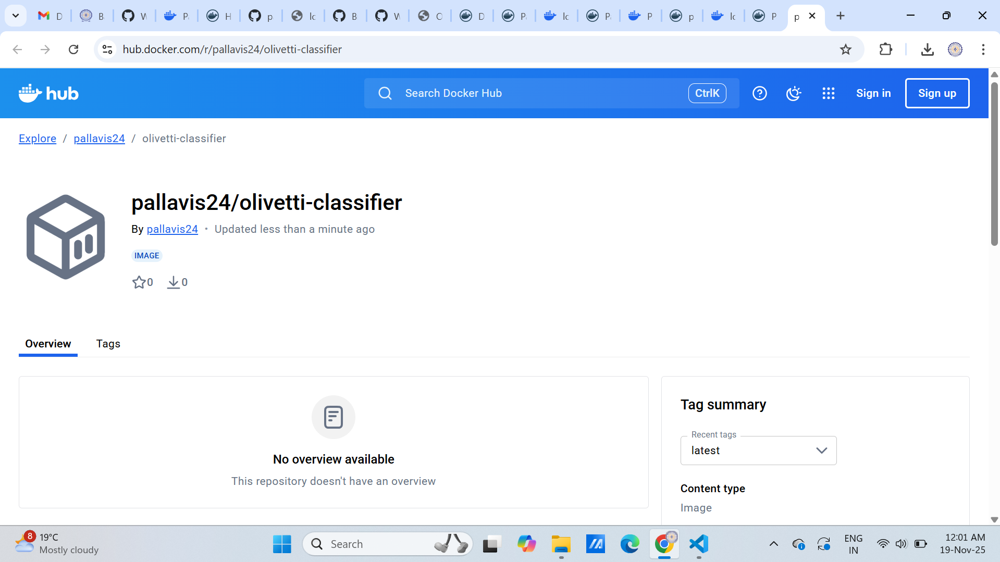 hub.docker.com/r/pallavis24/olivetti-classifier
hub
Search Docker Hub
CtrlK
Sign in
Sign up
Explore / pallavis24 / olivetti-classifier
pallavis24/olivetti-classifier
By pallavis24 • Updated less than a minute ago
IMAGE
0 0
Overview
Tags
No overview available
This repository doesn't have an overview
Tag summary
Recent tags
latest
Content type
Image
8
19°C
Mostly cloudy
Search
ENG
IN
12:01 AM
19-Nov-25